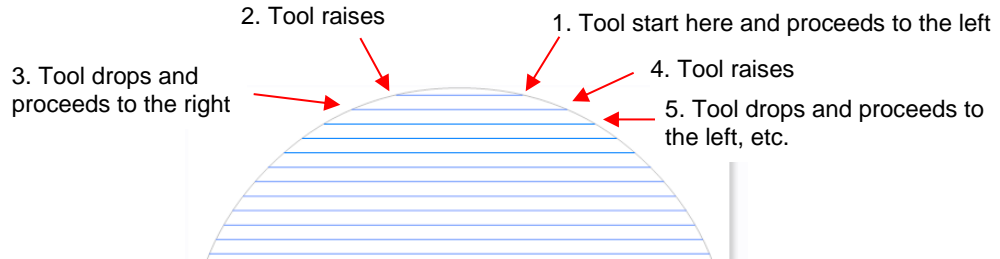 2. Tool raises
1. Tool start here and proceeds to the left
3. Tool drops and
proceeds to the right
4. Tool raises
5. Tool drops and proceeds to
the left, etc.